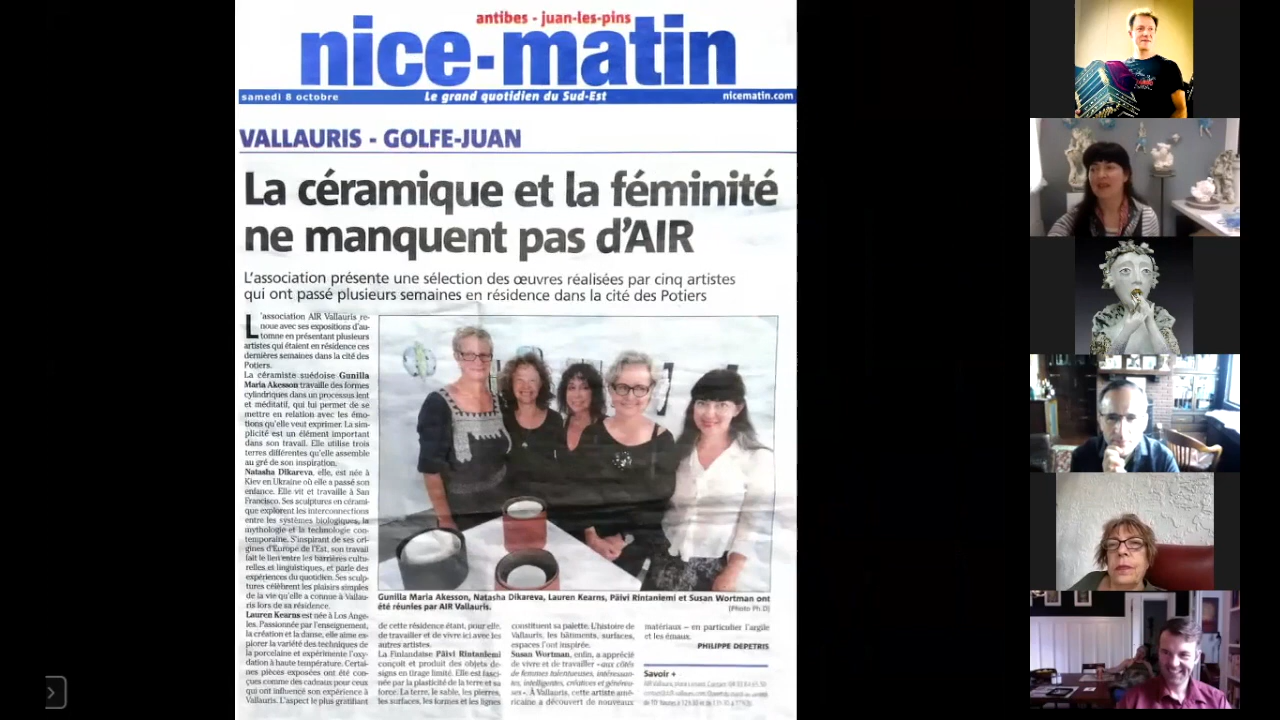 antibes - juan-les-pins
nice-matin
samedi 8 octobre
Le grand quotidien du Sud-Est
nicematin.com
VALLAURIS - GOLFE-JUAN
La céramique et la féminité
ne manquent pas d'AIR
L'association présente une sélection des œuvres réalisées par cinq artistes
qui ont passé plusieurs semaines en résidence dans la cité des Potiers
L'association AIR Vallauris re-
noue avec ses expositions d'au-
tomne en présentant plusieurs
artistes qui étaient en résidence ces
dernières semaines dans la cité des
Potiers.
La céramiste suédoise Gunilla
Maria Akesson travaille des formes
cylindriques dans un processus lent
et méditatif, qui lui permet de se
mettre en relation avec les émo-
tions qu'elle veut exprimer. La sim-
plicité est un élément important
dans son travail. Elle utilise trois
terres différentes qu'elle assemble
au gré de son inspiration.
Natasha Dikareva, elle, est née à
Kiev en Ukraine où elle a passé son
enfance. Elle vit et travaille à San
Francisco. Ses sculptures en cérami-
que explorent les interconnections
entre les systèmes biologiques, la
mythologie et la technologie con-
temporaine. S'inspirant de ses ori-
gines d'Europe de l'Est, son travail
fait le lien entre les barrières cultu-
relles et linguistiques, et parle des
expériences du quotidien. Ses sculp-
tures célèbrent les plaisirs simples
de la vie qu'elle a connue à Vallau-
ris lors de sa résidence.
Lauren Kearns est née à Los Ange-
les. Passionnée par l'enseignement,
la création et la danse, elle aime ex-
plorer la variété des techniques de
la porcelaine et expérimente l'oxy-
dation à haute température. Certai-
nes pièces exposées ont été con-
çues comme des cadeaux pour ceux
qui ont influencé son expérience à
Vallauris. L'aspect le plus gratifiant
Gunilla Maria Akesson, Natasha Dikareva, Lauren Kearns, Päivi Rintaniemi et Susan Wortman ont
été réunies par AIR Vallauris.
(Photo Ph.D)
de cette résidence étant, pour elle,
de travailler et de vivre ici avec les
autres artistes.
La Finlandaise Päivi Rintaniemi
conçoit et produit des objets de-
signs en tirage limité. Elle est fasci-
née par la plasticité de la terre et sa
force. La terre, le sable, les pierres,
les surfaces, les formes et les lignes
constituent sa palette. L'histoire de
Vallauris, les bâtiments, surfaces,
espaces l'ont inspirée.
Susan Wortman, enfin, a apprécié
de vivre et de travailler «aux côtés
de femmes talentueuses, intéressan-
tes, intelligentes, créatives et généreu-
ses». À Vallauris, cette artiste amé-
ricaine a découvert de nouveaux
matériaux – en particulier l'argile
et les émaux.
PHILIPPE DEPETRIS
Savoir +